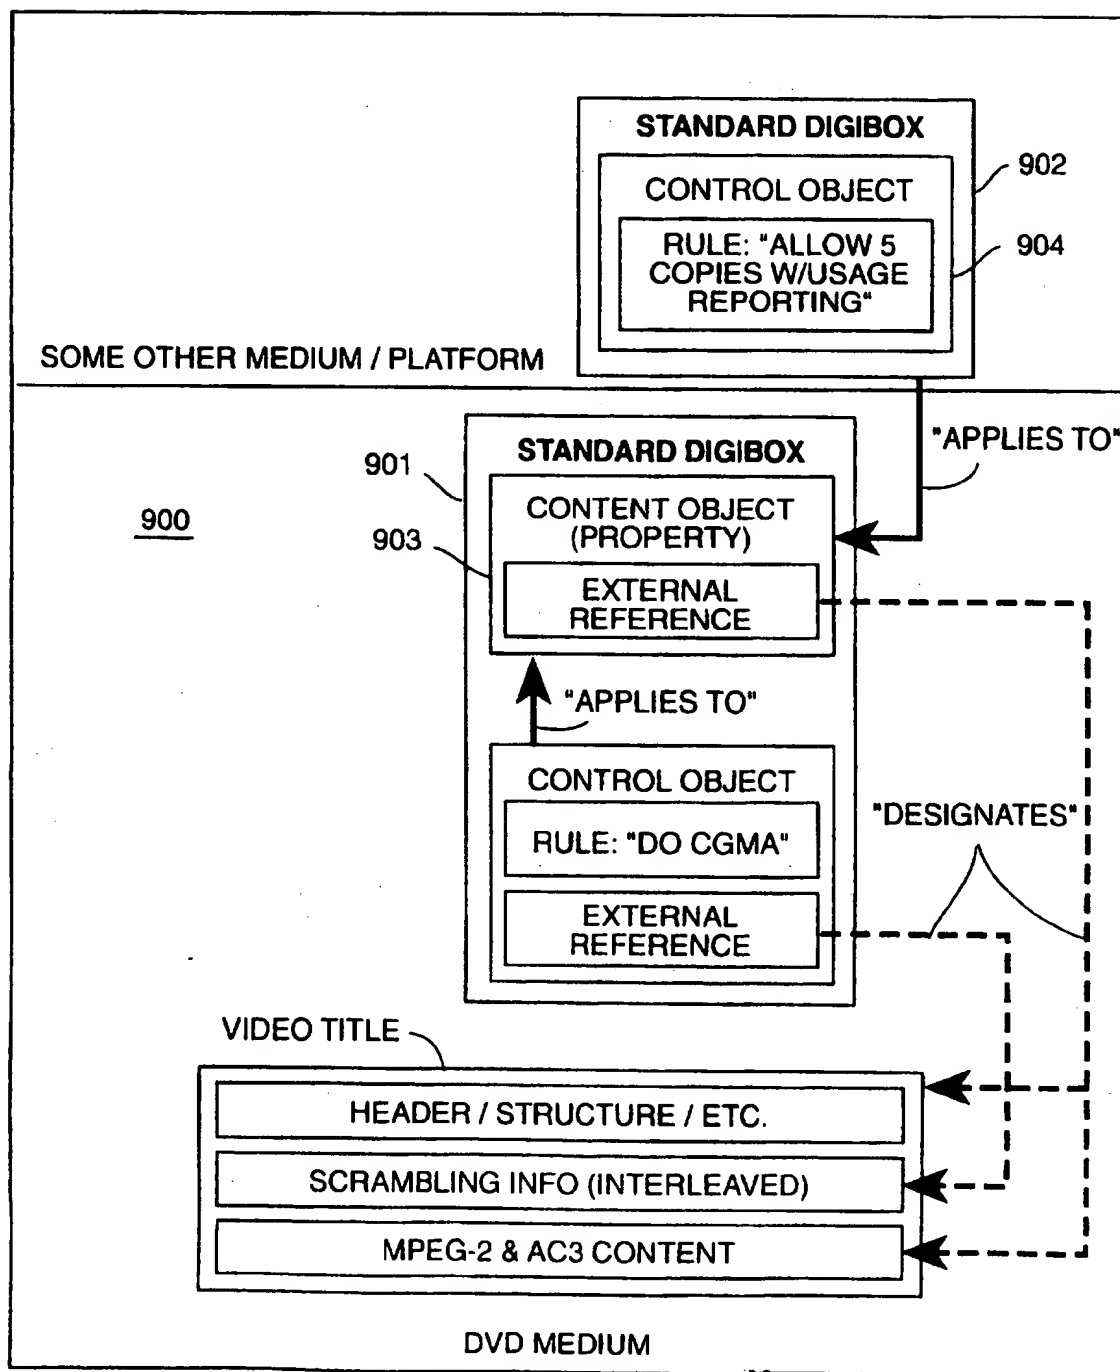 STANDARD DIGIBOX
902
CONTROL OBJECT
RULE: "ALLOW 5
COPIES W/USAGE
REPORTING"
904
SOME OTHER MEDIUM / PLATFORM
"APPLIES TO"
STANDARD DIGIBOX
901
900
CONTENT OBJECT
(PROPERTY)
903
EXTERNAL
REFERENCE
"APPLIES TO"
CONTROL OBJECT
RULE: "DO CGMA"
"DESIGNATES"
EXTERNAL
REFERENCE
VIDEO TITLE
HEADER / STRUCTURE / ETC.
SCRAMBLING INFO (INTERLEAVED)
MPEG-2 & AC3 CONTENT
DVD MEDIUM